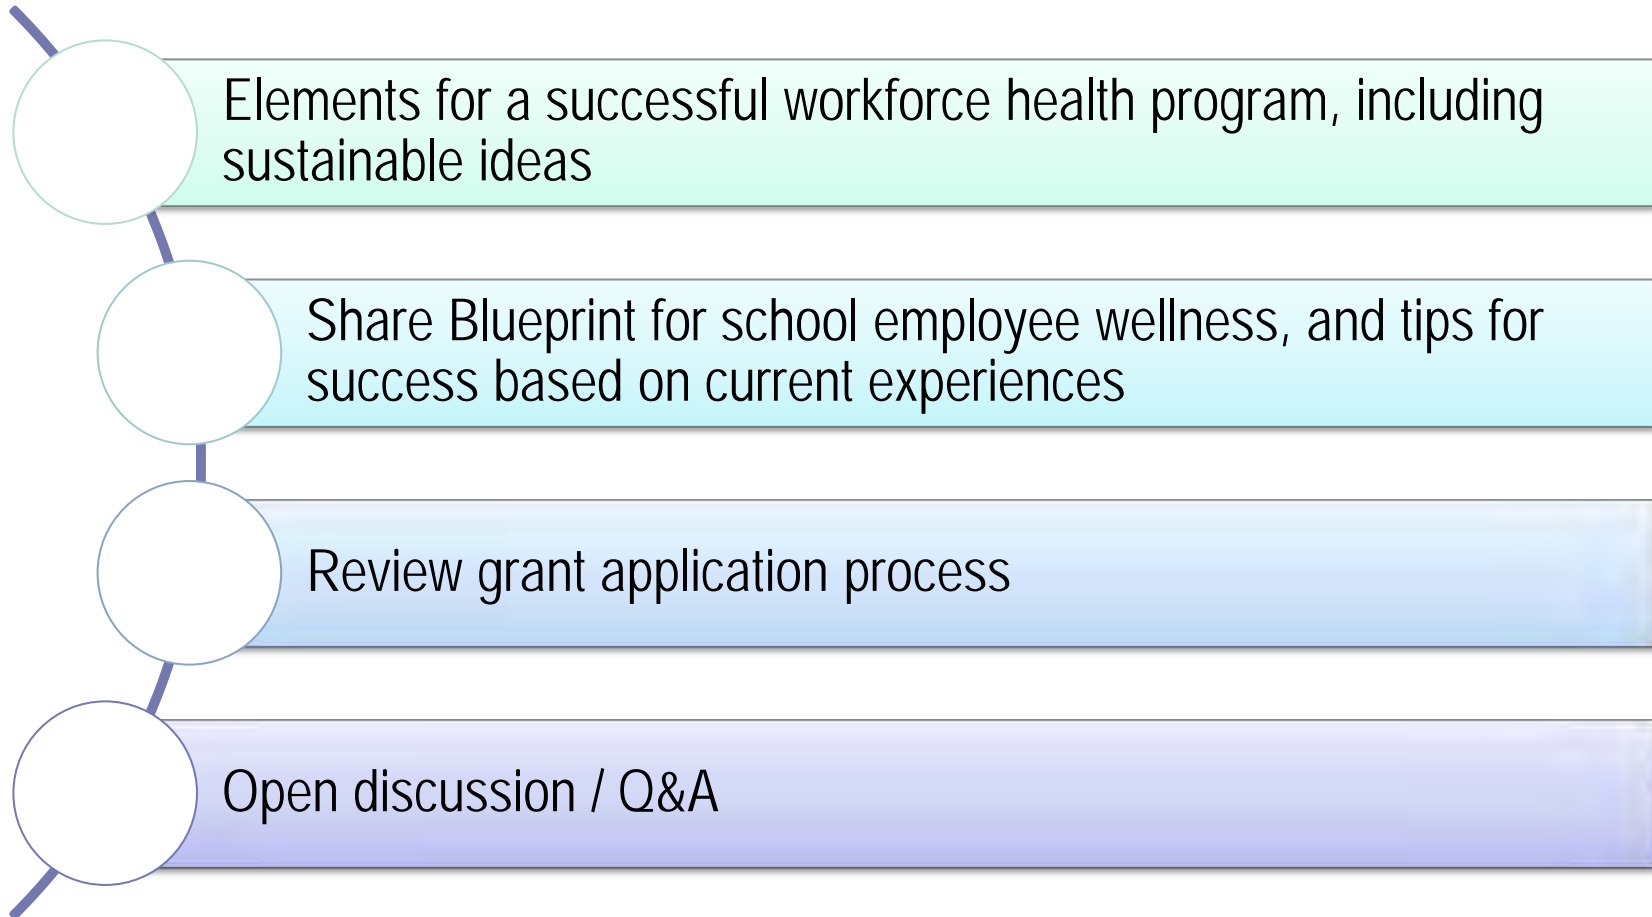 Elements for a successful workforce health program, including
sustainable ideas
Share Blueprint for school employee wellness, and tips for
success based on current experiences
Review grant application process
Open discussion / Q&A